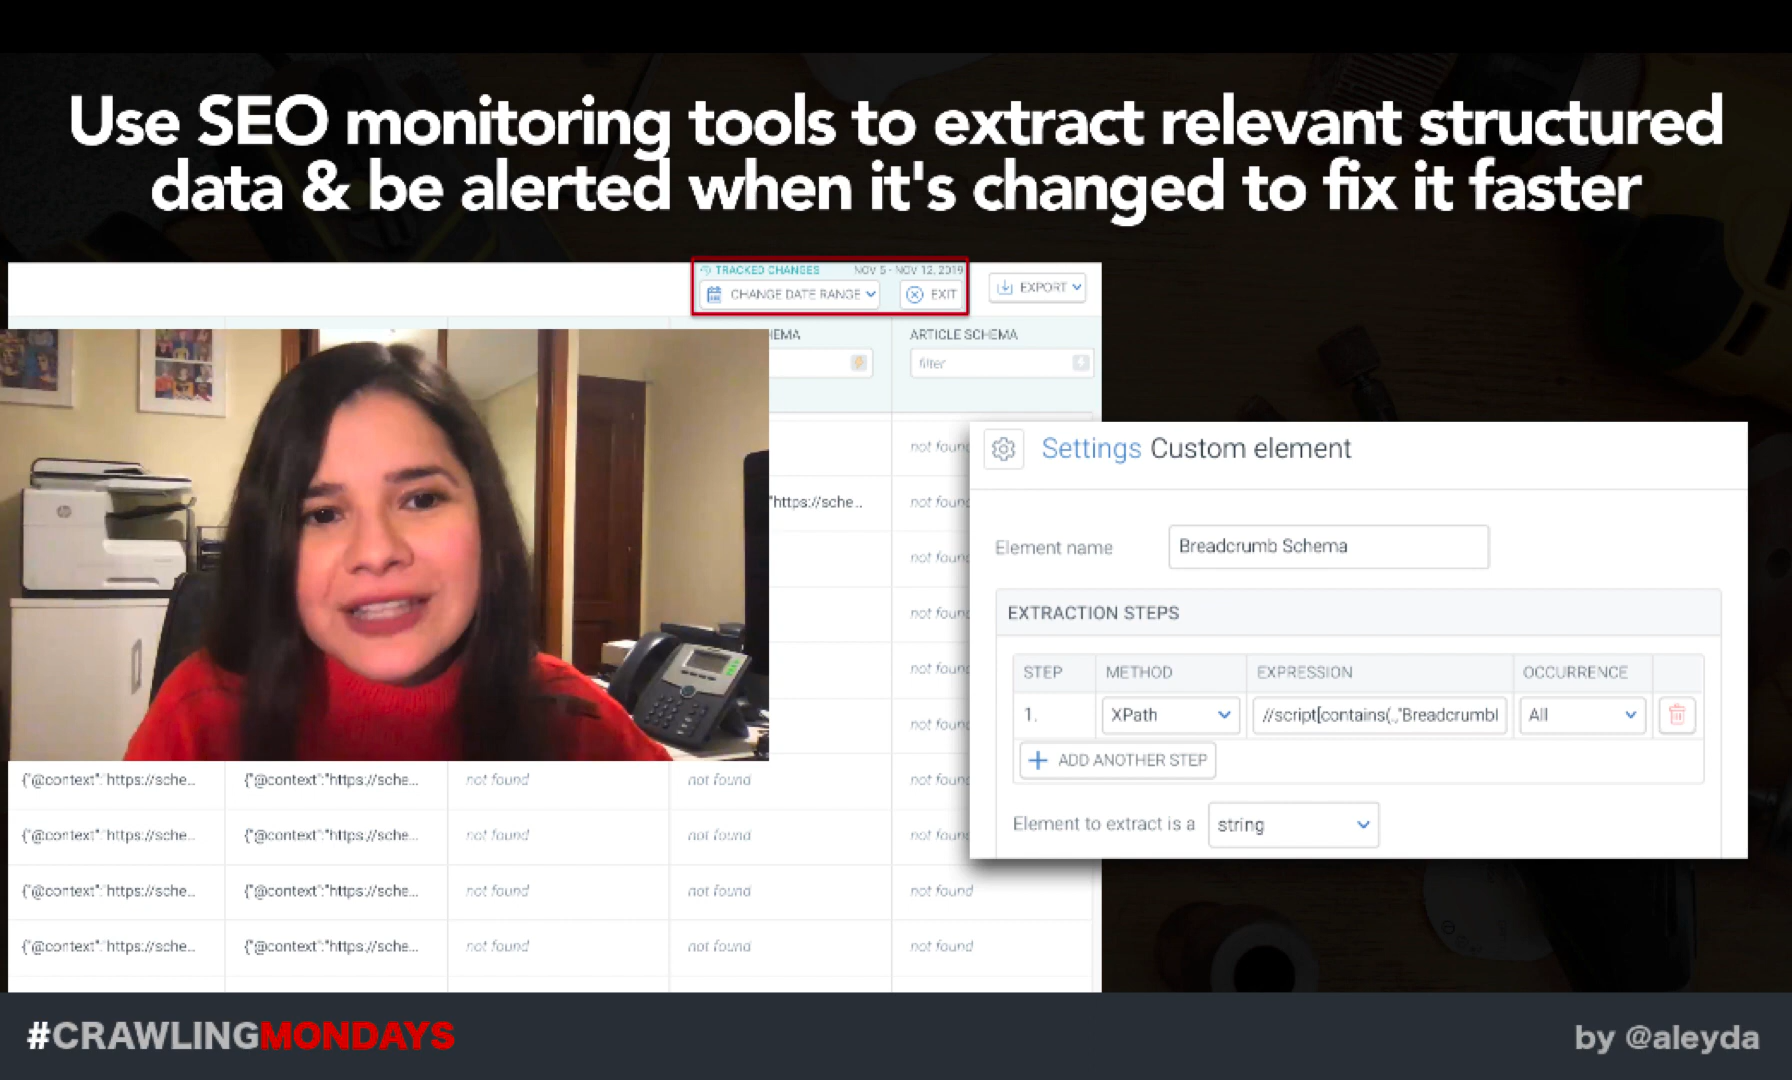 Use SEO monitoring tools to extract relevant structured
data & be alerted when it's changed to fix it faster
TRACKED CHANGES NOV 5 - NOV 12, 2019
CHANGE DATE RANGE EXIT EXPORT
HEMA ARTICLE SCHEMA
filter
not found
"https://sche... not found
not found
not found
not found
not found
{"@context":"https://sche... {"@context":"https://sche... not found not found not found
{"@context":"https://sche... {"@context":"https://sche... not found not found not found
{"@context":"https://sche... {"@context":"https://sche... not found not found not found
{"@context":"https://sche... {"@context":"https://sche... not found not found not found
Settings Custom element
Element name Breadcrumb Schema
EXTRACTION STEPS
STEP METHOD EXPRESSION OCCURRENCE
1. XPath //script[contains(.,"Breadcrumbl All
ADD ANOTHER STEP
Element to extract is a string
#CRAWLINGMONDAYS by @aleyda